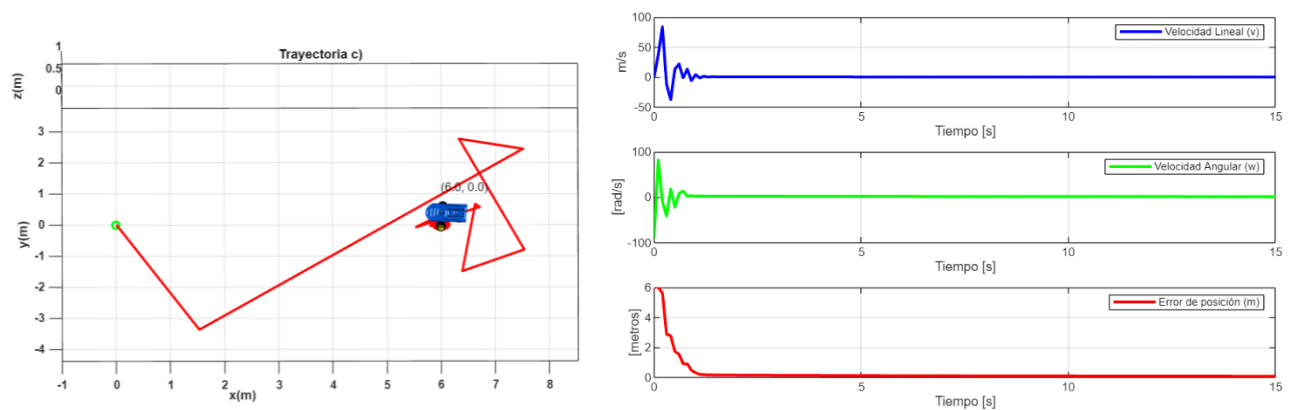 Trayectoria c)
z(m)
1
0.5
0
y(m)
3
2
1
0
-1
-2
-3
-4
(6.0, 0.0)
-1 0 1 2 3 4 5 6 7 8
x(m)
m/s
100
50
0
-50
Velocidad Lineal (v)
0 5 10 15
Tiempo [s]
[rad/s]
100
0
-100
Velocidad Angular (w)
0 5 10 15
Tiempo [s]
[metros]
6
4
2
0
Error de posición (m)
0 5 10 15
Tiempo [s]